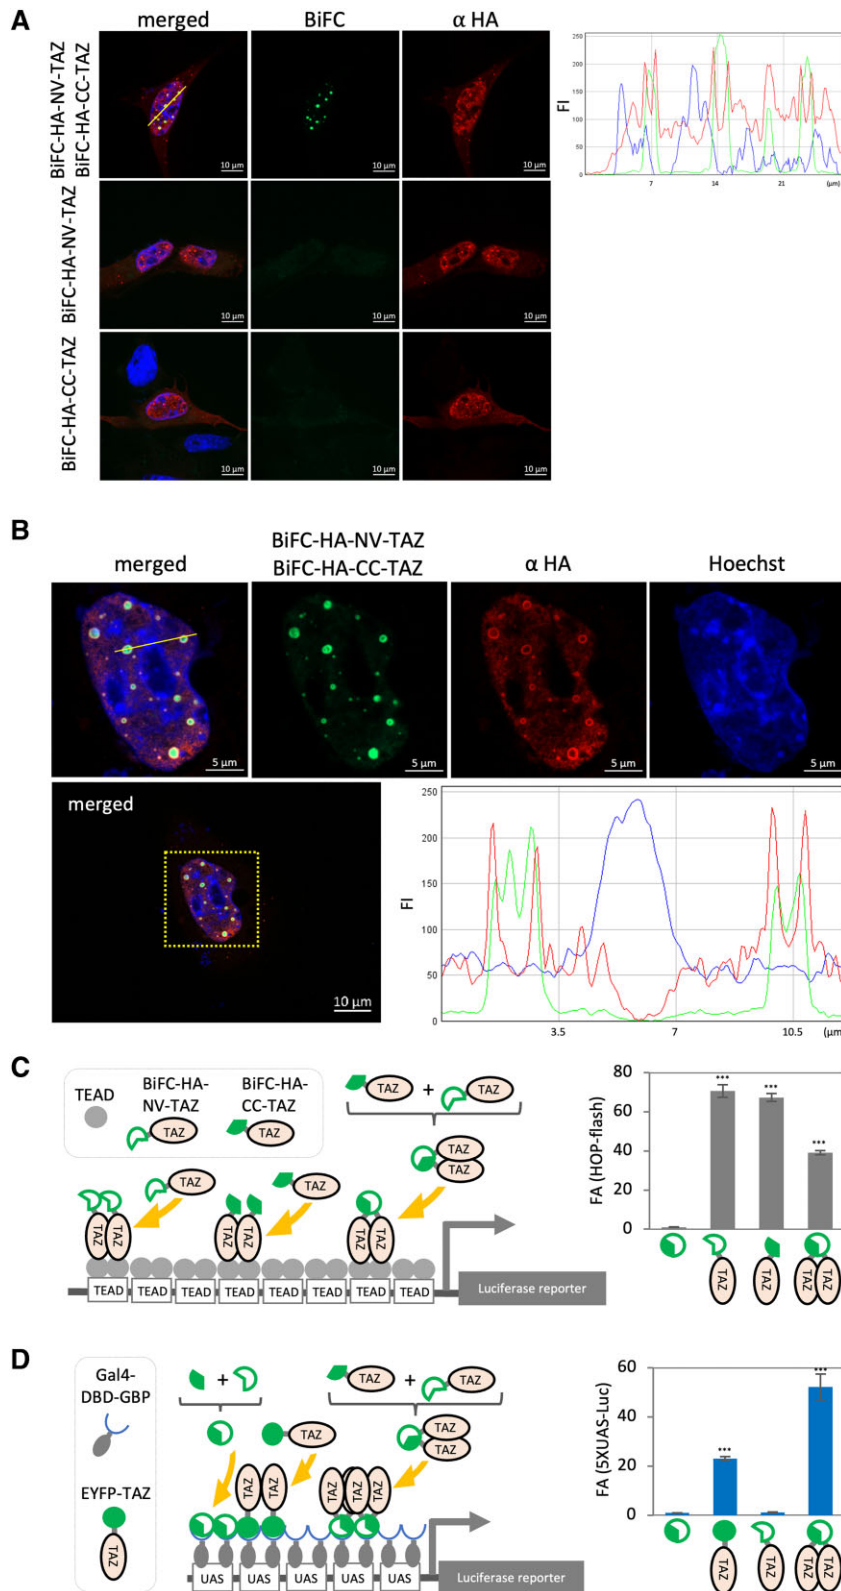 A
merged
BiFC
α HA
BiFC-HA-NV-TAZ
BiFC-HA-CC-TAZ
10 µm
10 µm
10 µm
FI
250
200
150
100
50
0
7
14
21
(µm)
BiFC-HA-NV-TAZ
10 µm
10 µm
10 µm
BiFC-HA-CC-TAZ
10 µm
10 µm
10 µm
B
merged
BiFC-HA-NV-TAZ
BiFC-HA-CC-TAZ
α HA
Hoechst
5 µm
5 µm
5 µm
5 µm
merged
10 µm
FI
250
200
150
100
50
0
3.5
7
10.5
(µm)
C
TEAD
BiFC-HA-
NV-TAZ
BiFC-HA-
CC-TAZ
TAZ
TAZ
TAZ
+
TAZ
TAZ
TAZ
TAZ
TAZ
TAZ
TAZ
TAZ
TAZ
TAZ
TAZ
TEAD
TEAD
TEAD
TEAD
TEAD
TEAD
TEAD
TEAD
Luciferase reporter
FA (HOP-flash)
80
60
40
20
0
***
***
***
TAZ
TAZ
TAZ
TAZ
D
Gal4-
DBD-GBP
EYFP-TAZ
TAZ
+
TAZ
+
TAZ
TAZ
TAZ
TAZ
TAZ
TAZ
TAZ
TAZ
TAZ
TAZ
UAS
UAS
UAS
UAS
UAS
Luciferase reporter
FA (5XUAS-Luc)
60
40
20
0
***
***
TAZ
TAZ
TAZ
TAZ